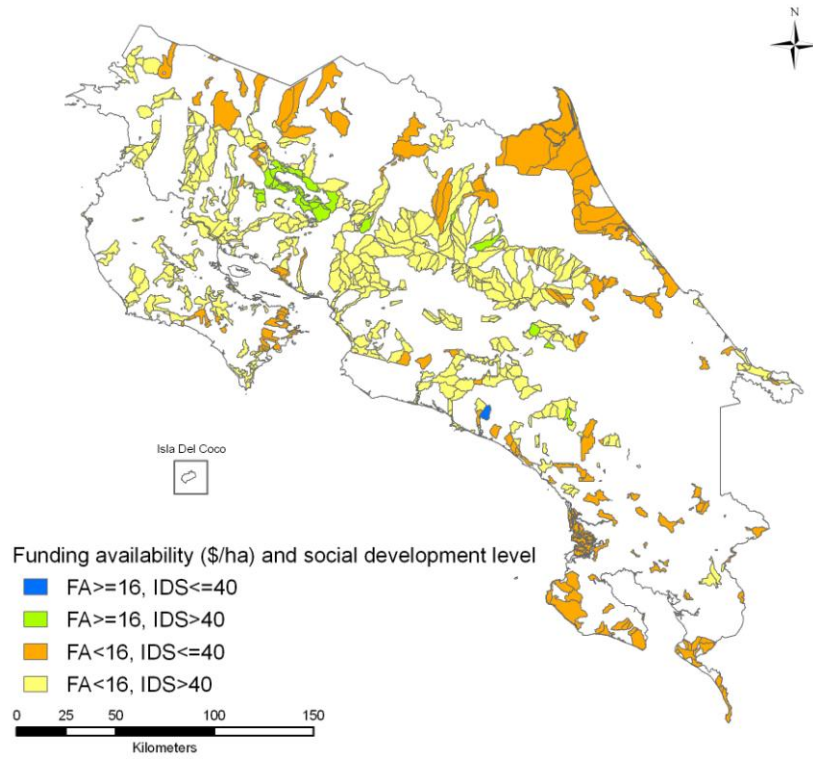 N
Isla Del Coco
Funding availability ($/ha) and social development level
FA>=16, IDS<=40
FA>=16, IDS>40
FA<16, IDS<=40
FA<16, IDS>40
0 25 50 100 150
Kilometers